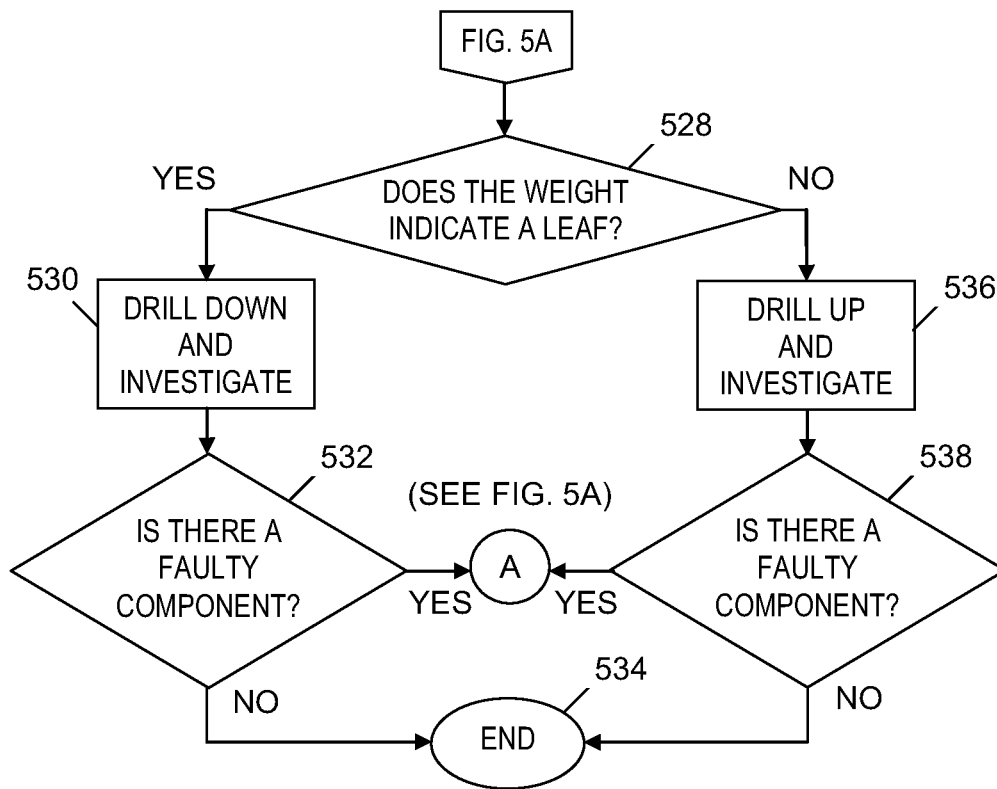 FIG. 5A
528
YES
NO
DOES THE WEIGHT
INDICATE A LEAF?
530
DRILL DOWN
AND
INVESTIGATE
536
DRILL UP
AND
INVESTIGATE
532
538
(SEE FIG. 5A)
IS THERE A
FAULTY
COMPONENT?
A
IS THERE A
FAULTY
COMPONENT?
YES
YES
NO
534
NO
END